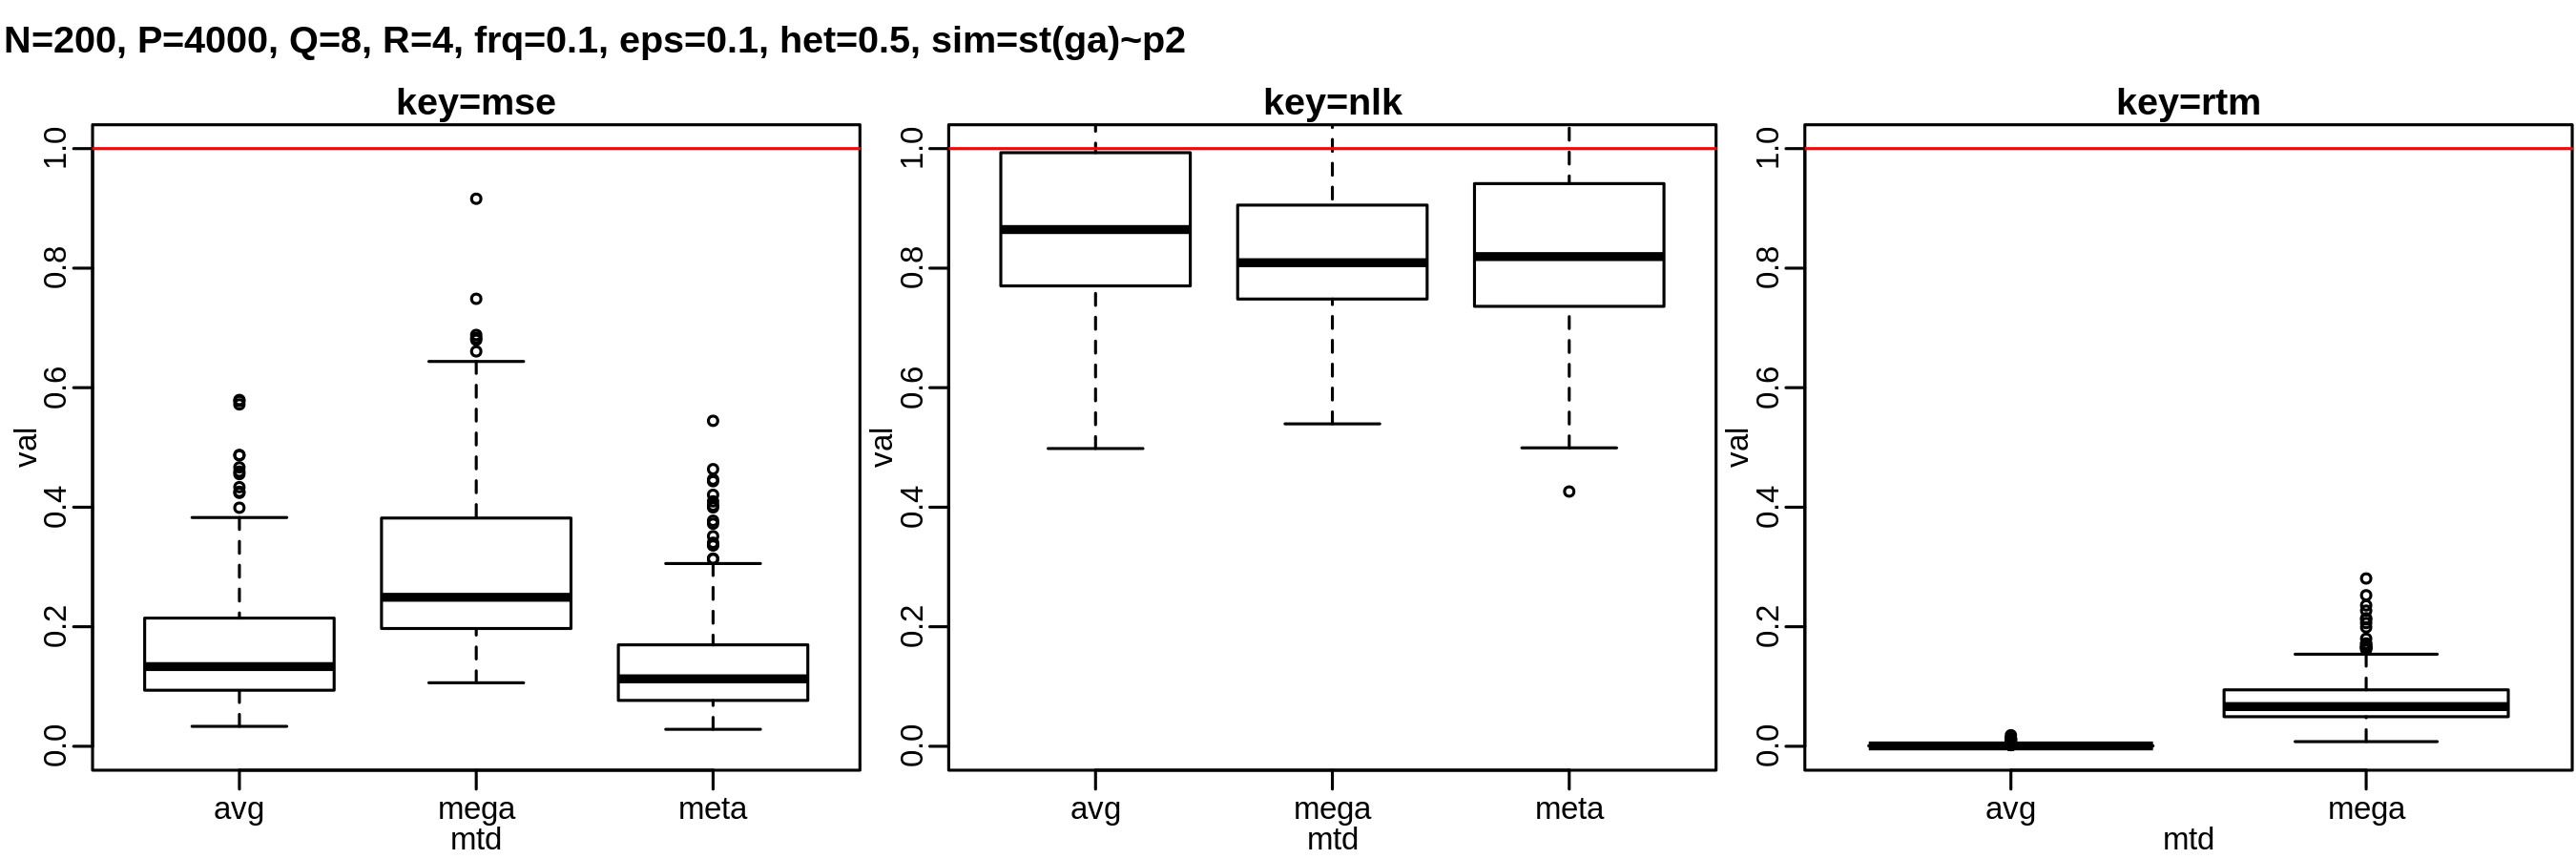 N=200, P=4000, Q=8, R=4, frq=0.1, eps=0.1, het=0.5, sim=st(ga)~p2
key=mse
val
0.0 0.2 0.4 0.6 0.8 1.0
avg mega meta
mtd
key=nlk
val
0.0 0.2 0.4 0.6 0.8 1.0
avg mega meta
mtd
key=rtm
val
0.0 0.2 0.4 0.6 0.8 1.0
avg mega
mtd